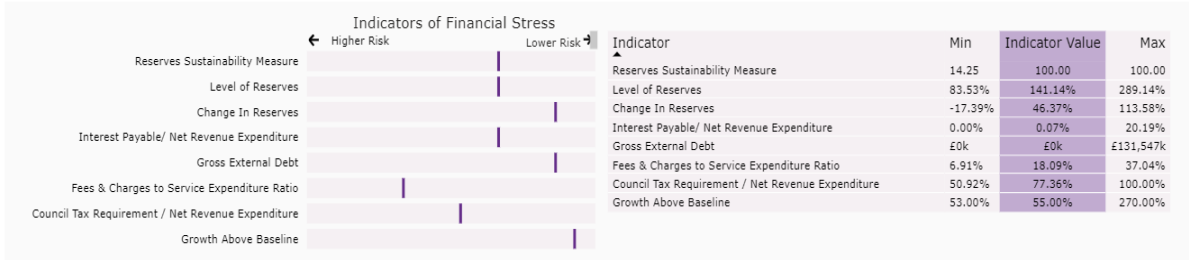 Indicators of Financial Stress
← Higher Risk Lower Risk →
Reserves Sustainability Measure
Level of Reserves
Change In Reserves
Interest Payable/ Net Revenue Expenditure
Gross External Debt
Fees & Charges to Service Expenditure Ratio
Council Tax Requirement / Net Revenue Expenditure
Growth Above Baseline
Indicator Min Indicator Value Max
Reserves Sustainability Measure 14.25 100.00 100.00
Level of Reserves 83.53% 141.14% 289.14%
Change In Reserves -17.39% 46.37% 113.58%
Interest Payable/ Net Revenue Expenditure 0.00% 0.07% 20.19%
Gross External Debt £0k £0k £131,547k
Fees & Charges to Service Expenditure Ratio 6.91% 18.09% 37.04%
Council Tax Requirement / Net Revenue Expenditure 50.92% 77.36% 100.00%
Growth Above Baseline 53.00% 55.00% 270.00%